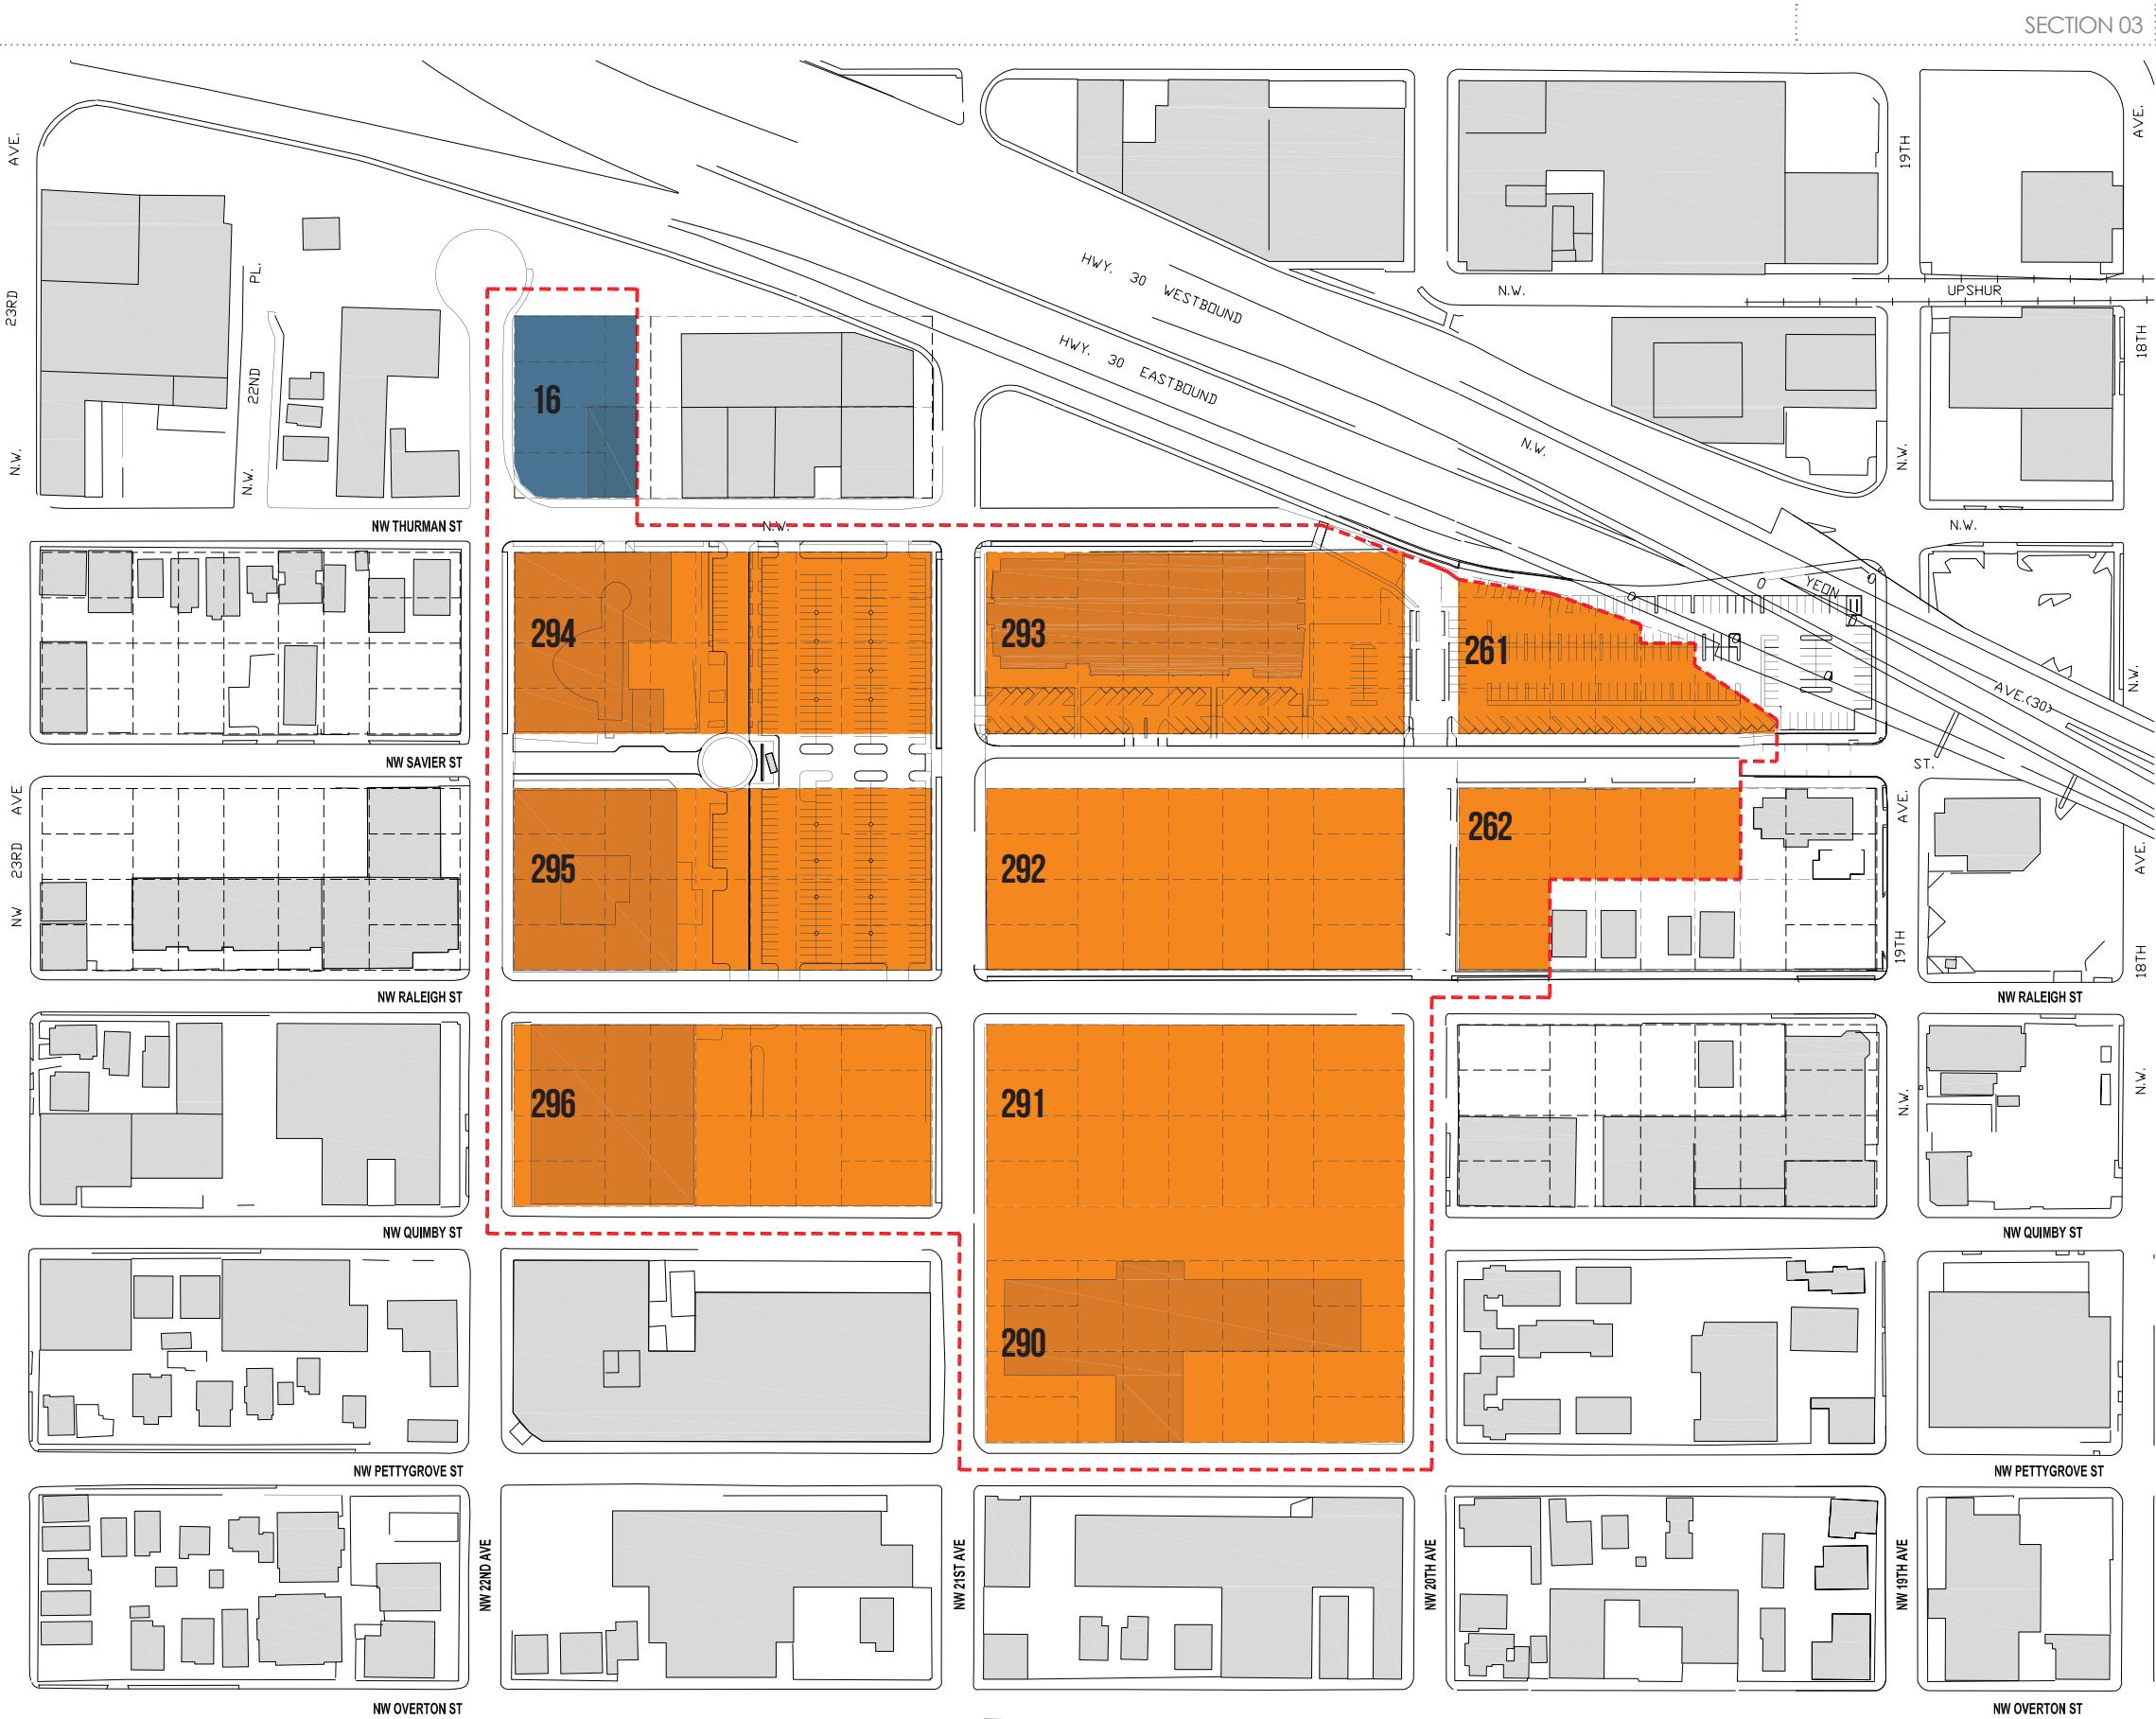 SECTION 03
AVE.
23RD
N.W.
PL.
22ND
N.W.
HWY. 30 WESTBOUND
HWY. 30 EASTBOUND
N.W.
19TH
N.W.
UPSHUR
AVE.
18TH
N.W.
16
NW THURMAN ST
N.W.
N.W.
294
293
261
YEON
AVE.(30)
N.W.
NW SAVIER ST
ST.
AVE
23RD
NW
295
292
262
AVE.
19TH
N.W.
AVE.
18TH
N.W.
NW RALEIGH ST
NW RALEIGH ST
296
291
NW QUIMBY ST
NW QUIMBY ST
290
NW PETTYGROVE ST
NW PETTYGROVE ST
NW 22ND AVE
NW 21ST AVE
NW 20TH AVE
NW 19TH AVE
NW OVERTON ST
NW OVERTON ST